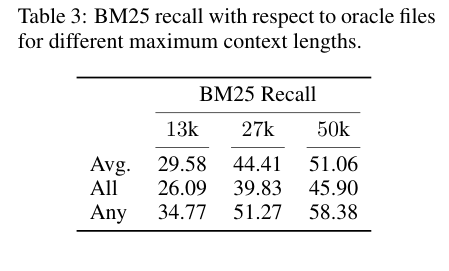 Table 3: BM25 recall with respect to oracle files
for different maximum context lengths.
BM25 Recall
13k 27k 50k
Avg. 29.58 44.41 51.06
All 26.09 39.83 45.90
Any 34.77 51.27 58.38